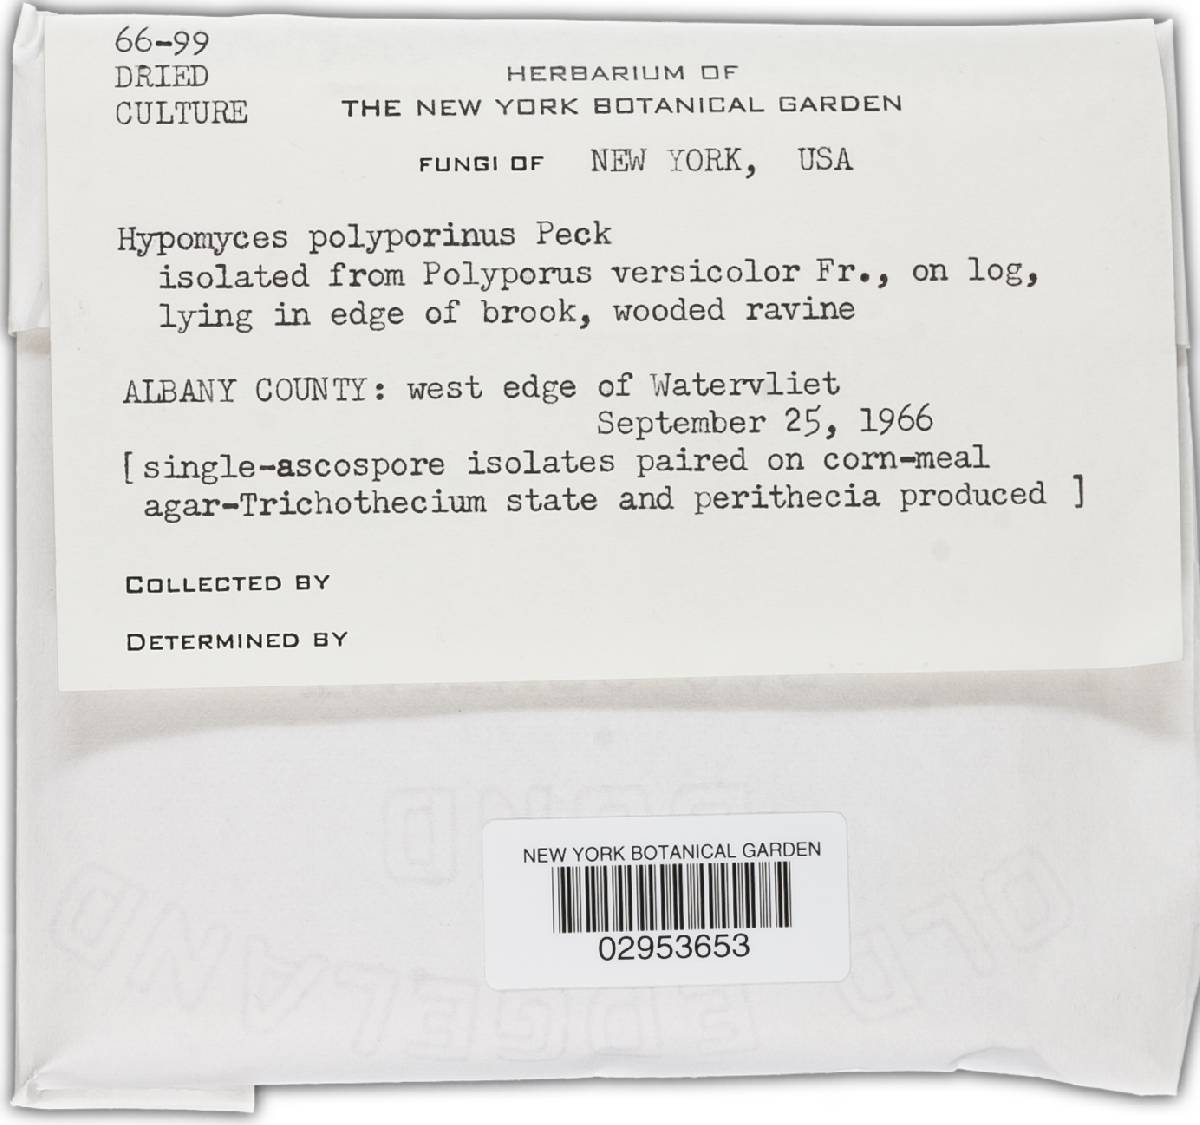 66-99
DRIED
CULTURE
HERBARIUM OF
THE NEW YORK BOTANICAL GARDEN
FUNGI OF NEW YORK, USA
Hypomyces polyporinus Peck
isolated from Polyporus versicolor Fr., on log,
lying in edge of brook, wooded ravine
ALBANY COUNTY: west edge of Watervliet
September 25, 1966
[single-ascospore isolates paired on corn-meal
agar-Trichothecium state and perithecia produced ]
COLLECTED BY
DETERMINED BY
BOND
OLD EDGELAND
NEW YORK BOTANICAL GARDEN
02953653